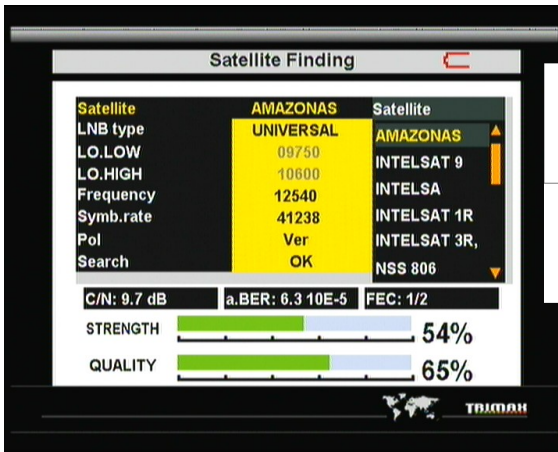 Satellite Finding
Satellite AMAZONAS
LNB type UNIVERSAL
LO.LOW 09750
LO.HIGH 10600
Frequency 12540
Symb.rate 41238
Pol Ver
Search OK
Satellite
AMAZONAS
INTELSAT 9
INTELSA
INTELSAT 1R
INTELSAT 3R,
NSS 806
C/N: 9.7 dB a.BER: 6.3 10E-5 FEC: 1/2
STRENGTH 54%
QUALITY 65%
TRIMAX